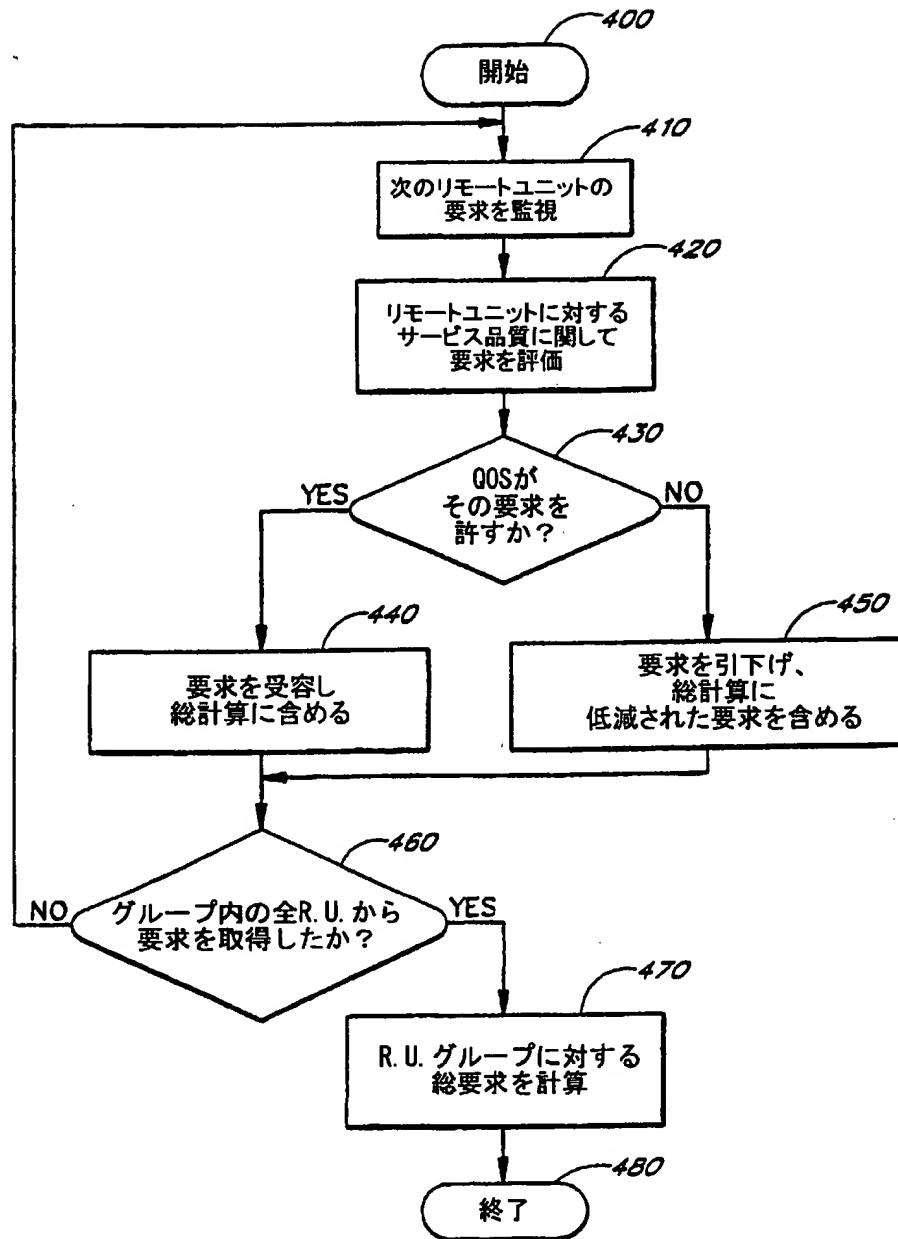 400
開始
410
次のリモートユニットの
要求を監視
420
リモートユニットに対する
サービス品質に関して
要求を評価
430
QOSが
その要求を
許すか？
YES
NO
440
要求を受容し
総計算に含める
450
要求を引下げ、
総計算に
低減された要求を含める
460
グループ内の全R.U.から
要求を取得したか？
NO
YES
470
R.U.グループに対する
総要求を計算
480
終了